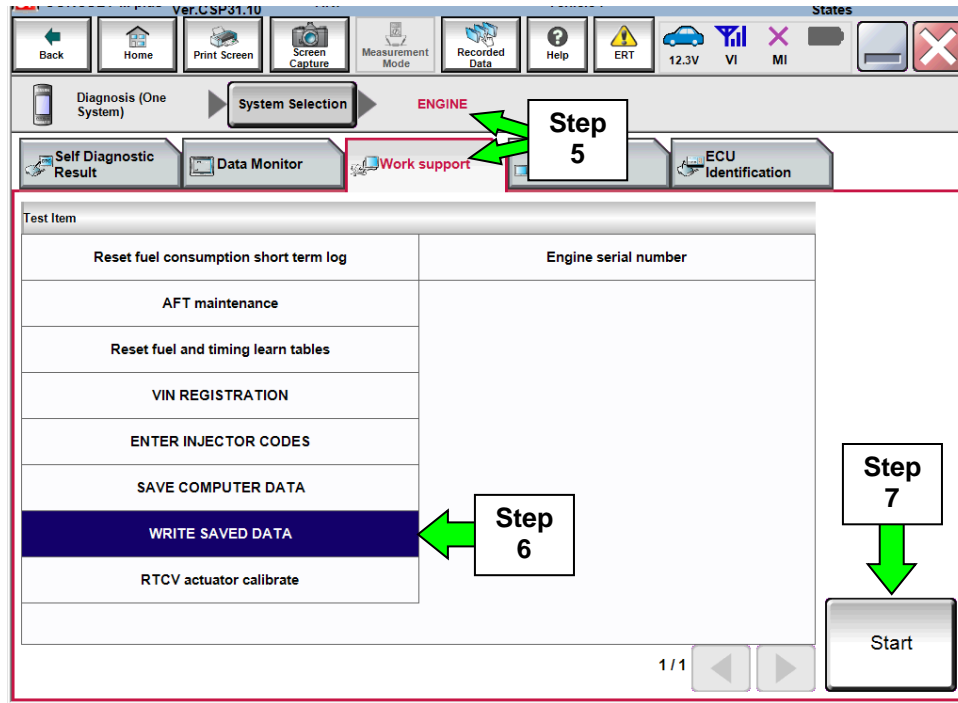 Ver.CSP31.10
States
Back
Home
Print Screen
Screen
Capture
Measurement
Mode
Recorded
Data
Help
ERT
12.3V
VI
MI
Diagnosis (One
System)
System Selection
ENGINE
Step
5
Self Diagnostic
Result
Data Monitor
Work support
ECU
Identification
Test Item
Reset fuel consumption short term log
Engine serial number
AFT maintenance
Reset fuel and timing learn tables
VIN REGISTRATION
ENTER INJECTOR CODES
SAVE COMPUTER DATA
WRITE SAVED DATA
Step
6
RTCV actuator calibrate
Step
7
Start
1/1